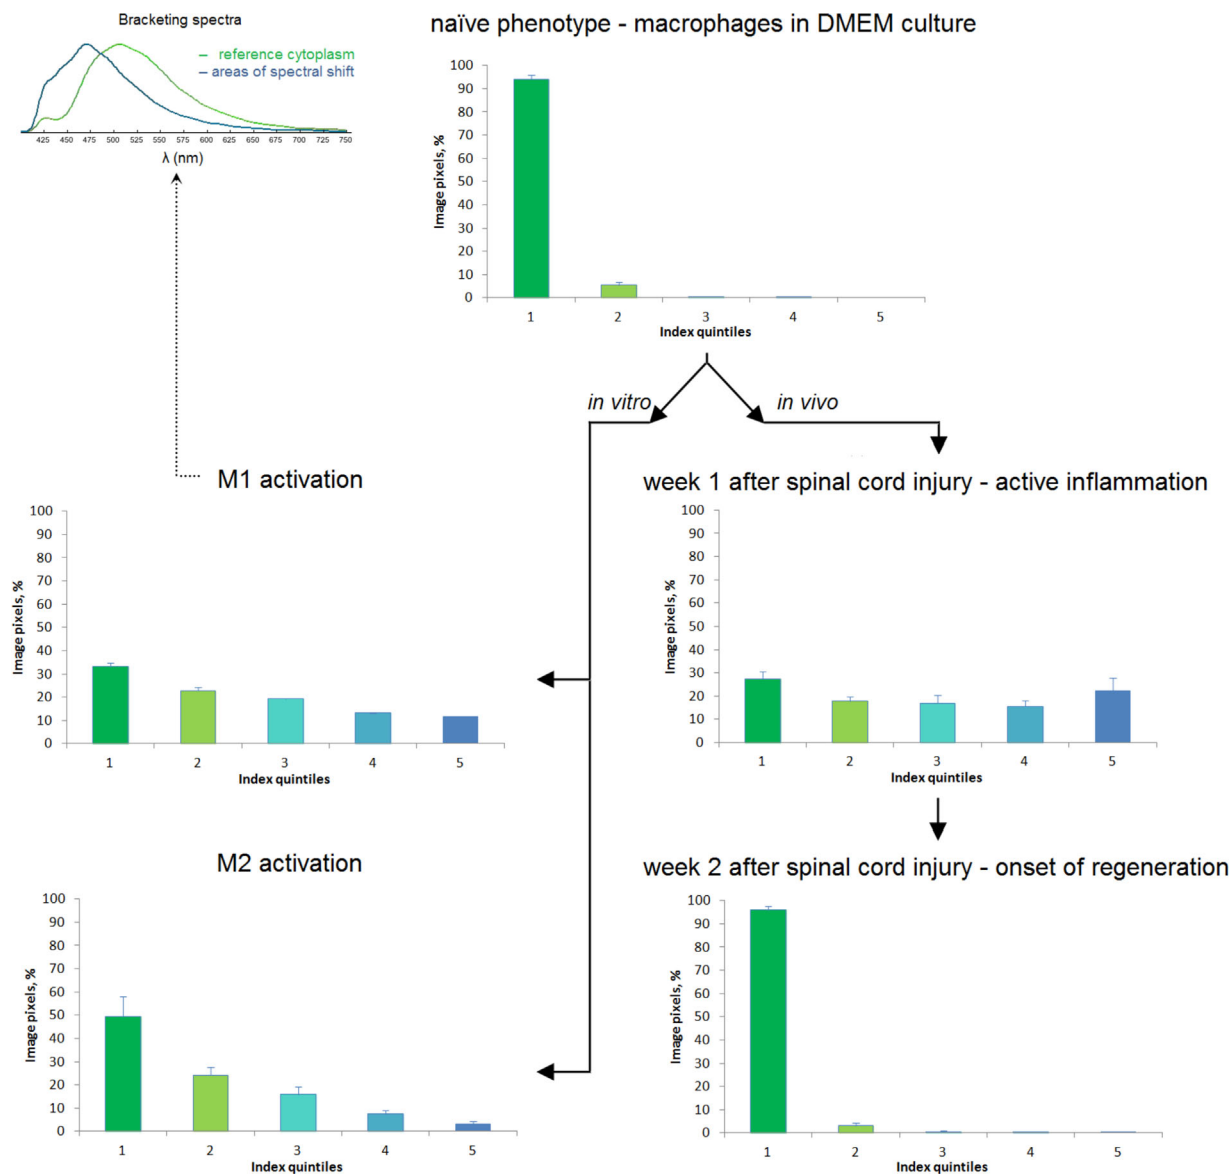 Bracketing spectra
reference cytoplasm
areas of spectral shift
425 450 475 500 525 550 575 600 625 650 675 700 725 750
λ (nm)
naïve phenotype - macrophages in DMEM culture
Image pixels, %
100
90
80
70
60
50
40
30
20
10
0
1 2 3 4 5
Index quintiles
in vitro
in vivo
M1 activation
Image pixels, %
100
90
80
70
60
50
40
30
20
10
0
1 2 3 4 5
Index quintiles
week 1 after spinal cord injury - active inflammation
Image pixels, %
100
90
80
70
60
50
40
30
20
10
0
1 2 3 4 5
Index quintiles
M2 activation
Image pixels, %
100
90
80
70
60
50
40
30
20
10
0
1 2 3 4 5
Index quintiles
week 2 after spinal cord injury - onset of regeneration
Image pixels, %
100
90
80
70
60
50
40
30
20
10
0
1 2 3 4 5
Index quintiles